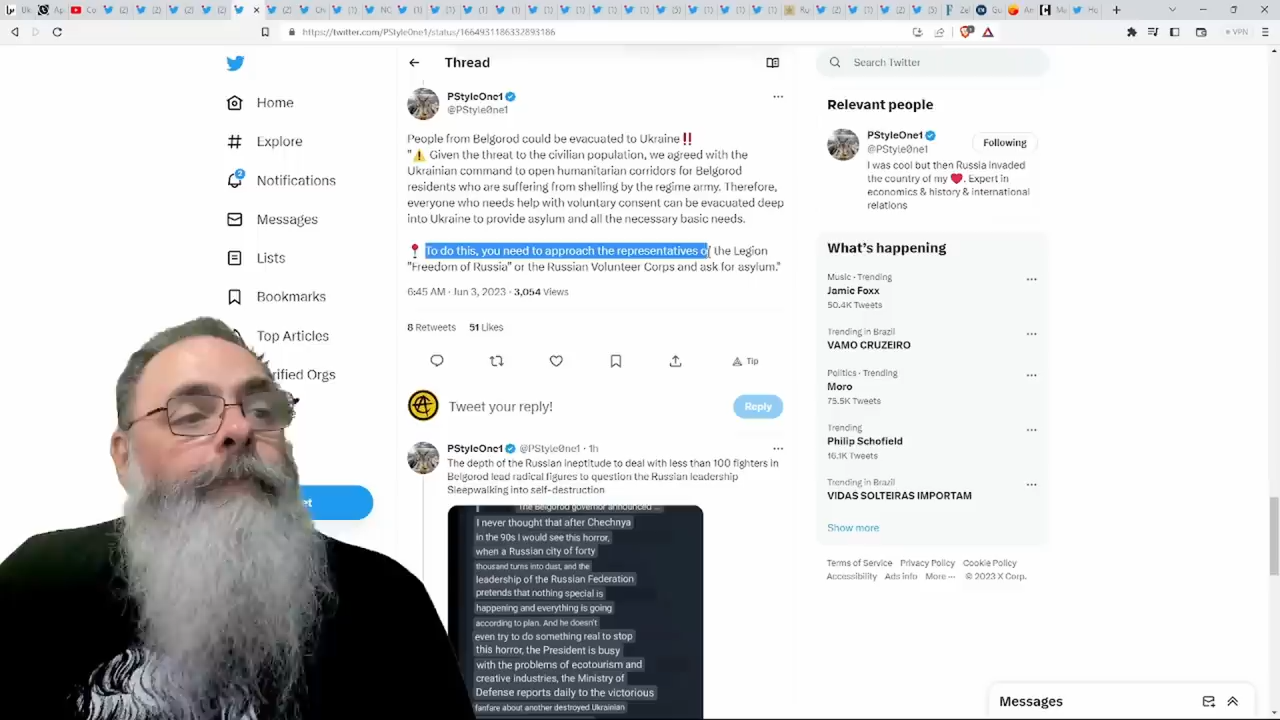 https://twitter.com/PStyle0ne1/status/1664931186332893186
VPN
Thread
Search Twitter
Home
Explore
2
Notifications
Messages
Lists
Bookmarks
Top Articles
rified Orgs
PStyleOne1
@PStyle0ne1
People from Belgorod could be evacuated to Ukraine‼️
"⚠️ Given the threat to the civilian population, we agreed with the
Ukrainian command to open humanitarian corridors for Belgorod
residents who are suffering from shelling by the regime army. Therefore,
everyone who needs help with voluntary consent can be evacuated deep
into Ukraine to provide asylum and all the necessary basic needs.
📍 To do this, you need to approach the representatives of the Legion
"Freedom of Russia" or the Russian Volunteer Corps and ask for asylum."
6:45 AM · Jun 3, 2023 · 3,054 Views
8 Retweets 51 Likes
Tip
Tweet your reply!
Reply
PStyleOne1 @PStyle0ne1 · 1h
The depth of the Russian ineptitude to deal with less than 100 fighters in
Belgorod lead radical figures to question the Russian leadership
Sleepwalking into self-destruction
The Belgorod governor announced ...
I never thought that after Chechnya
in the 90s I would see this horror,
when a Russian city of forty
thousand turns into dust, and the
leadership of the Russian Federation
pretends that nothing special is
happening and everything is going
according to plan. And he doesn't
even try to do something real to stop
this horror, the President is busy
with the problems of ecotourism and
creative industries, the Ministry of
Defense reports daily to the victorious
fanfare about another destroyed Ukrainian
Relevant people
PStyleOne1
@PStyle0ne1
Following
I was cool but then Russia invaded
the country of my ❤️. Expert in
economics & history & international
relations
What's happening
Music · Trending
Jamie Foxx
50.4K Tweets
Trending in Brazil
VAMO CRUZEIRO
Politics · Trending
Moro
75.5K Tweets
Trending
Philip Schofield
16.1K Tweets
Trending in Brazil
VIDAS SOLTEIRAS IMPORTAM
Show more
Terms of Service Privacy Policy Cookie Policy
Accessibility Ads info More ··· © 2023 X Corp.
Messages